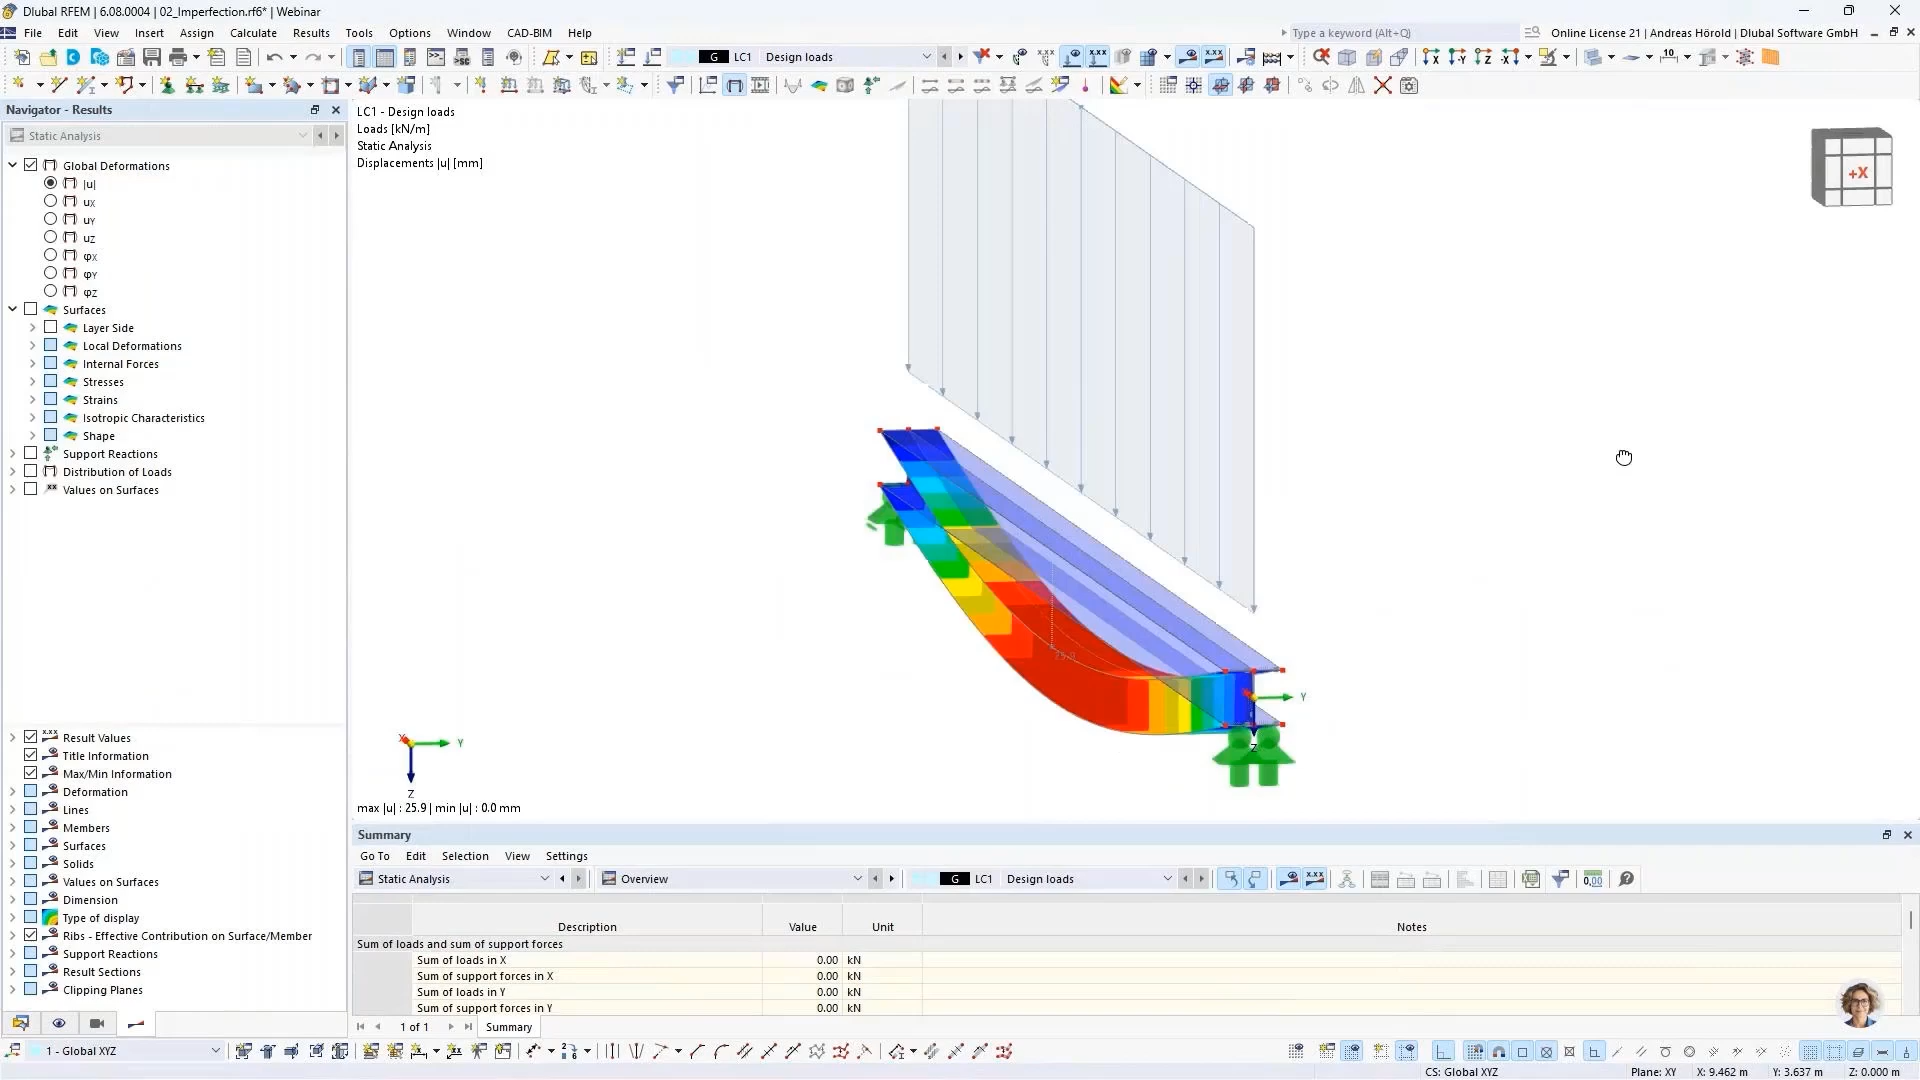 Dlubal RFEM | 6.08.0004 | 02_Imperfection.rf6* | Webinar
File Edit View Insert Assign Calculate Results Tools Options Window CAD-BIM Help
Type a keyword (Alt+Q)
Online License 21 | Andreas Hörold | Dlubal Software GmbH
G LC1 Design loads
Navigator - Results
Static Analysis
Global Deformations
|u|
uX
uY
uZ
φX
φY
φZ
Surfaces
Layer Side
Local Deformations
Internal Forces
Stresses
Strains
Isotropic Characteristics
Shape
Support Reactions
Distribution of Loads
Values on Surfaces
Result Values
Title Information
Max/Min Information
Deformation
Lines
Members
Surfaces
Solids
Values on Surfaces
Dimension
Type of display
Ribs - Effective Contribution on Surface/Member
Support Reactions
Result Sections
Clipping Planes
LC1 - Design loads
Loads [kN/m]
Static Analysis
Displacements |u| [mm]
+X
25.9
Y
Z
X
Y
Z
max |u| : 25.9 | min |u| : 0.0 mm
Summary
Go To Edit Selection View Settings
Static Analysis Overview G LC1 Design loads
Description Value Unit Notes
Sum of loads and sum of support forces
Sum of loads in X 0.00 kN
Sum of support forces in X 0.00 kN
Sum of loads in Y 0.00 kN
Sum of support forces in Y 0.00 kN
1 of 1 Summary
1 - Global XYZ
CS: Global XYZ Plane: XY X: 9.462 m Y: 3.637 m Z: 0.000 m